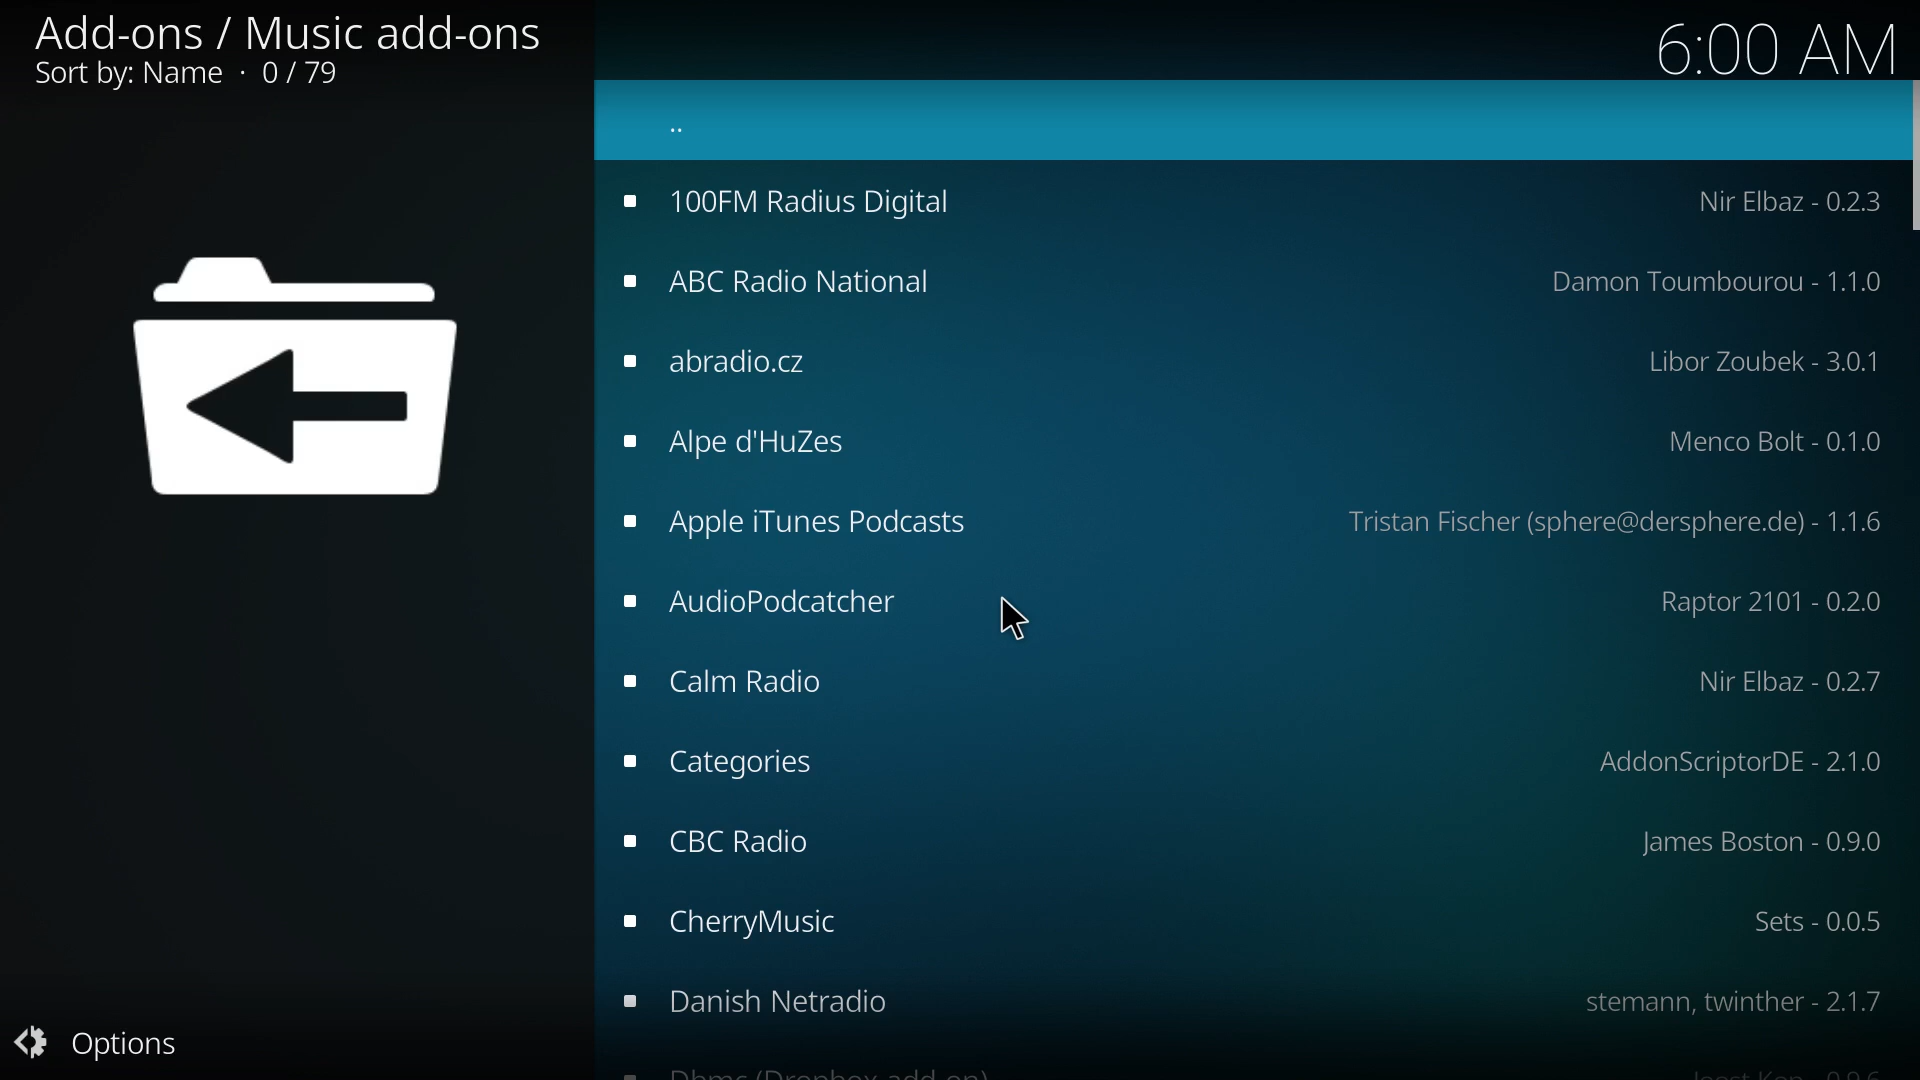 Add-ons / Music add-ons
Sort by: Name · 0 / 79
6:00 AM
..
100FM Radius Digital Nir Elbaz - 0.2.3
ABC Radio National Damon Toumbourou - 1.1.0
abradio.cz Libor Zoubek - 3.0.1
Alpe d'HuZes Menco Bolt - 0.1.0
Apple iTunes Podcasts Tristan Fischer (sphere@dersphere.de) - 1.1.6
AudioPodcatcher Raptor 2101 - 0.2.0
Calm Radio Nir Elbaz - 0.2.7
Categories AddonScriptorDE - 2.1.0
CBC Radio James Boston - 0.9.0
CherryMusic Sets - 0.0.5
Danish Netradio stemann, twinther - 2.1.7
Dbmc (Dropbox add-on)
Options